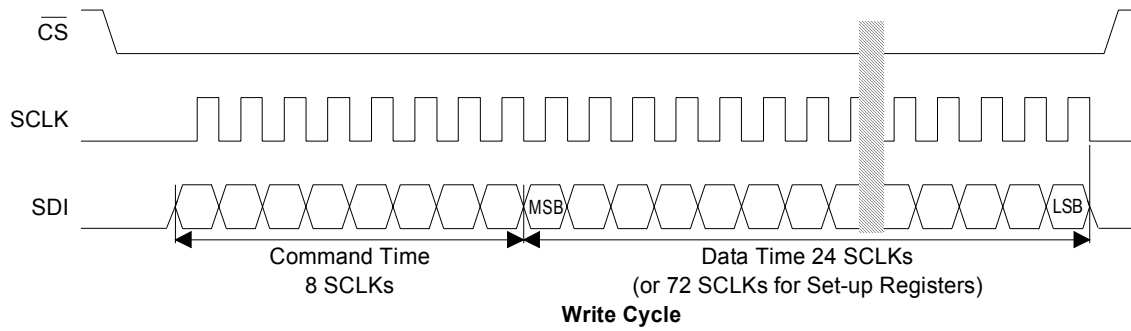 CS
SCLK
SDI
MSB
LSB
Command Time
8 SCLKs
Data Time 24 SCLKs
(or 72 SCLKs for Set-up Registers)
Write Cycle